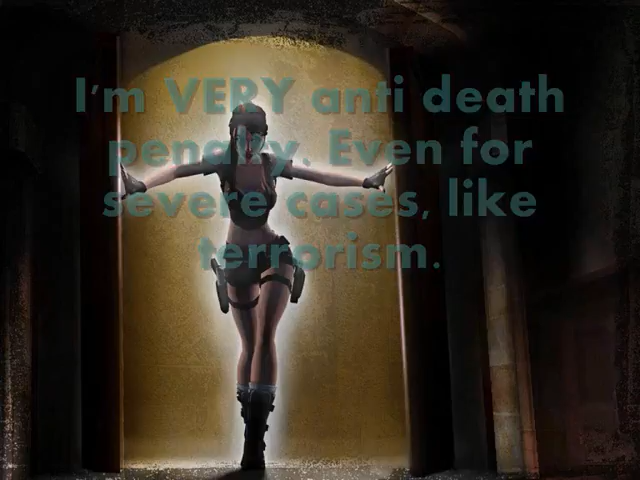 I'm VERY anti death
penalty. Even for
severe cases, like
terrorism.